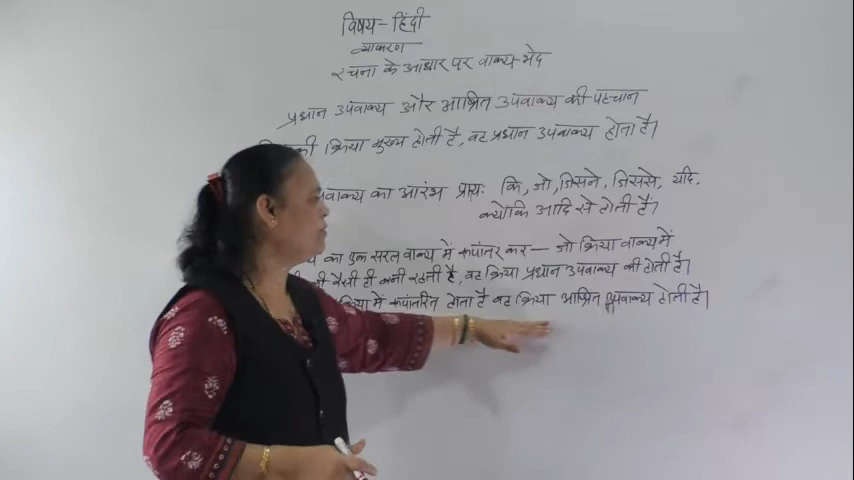 विषय - हिंदी
व्याकरण
रचना के आधार पर वाक्य-भेद
प्रधान उपवाक्य और आश्रित उपवाक्य की पहचान
की क्रिया मुख्य होती है, वह प्रधान उपवाक्य होता है।
वाक्य का आरंभ प्रायः कि, जो, जिसने, जिससे, यदि,
क्योंकि आदि से होती है।
का एक सरल वाक्य में रूपांतर कर — जो क्रिया वाक्य में
वैसी ही बनी रहती है, वह क्रिया प्रधान उपवाक्य की होती है।
क्रिया में रूपांतरित होता है वह क्रिया आश्रित उपवाक्य होती है।